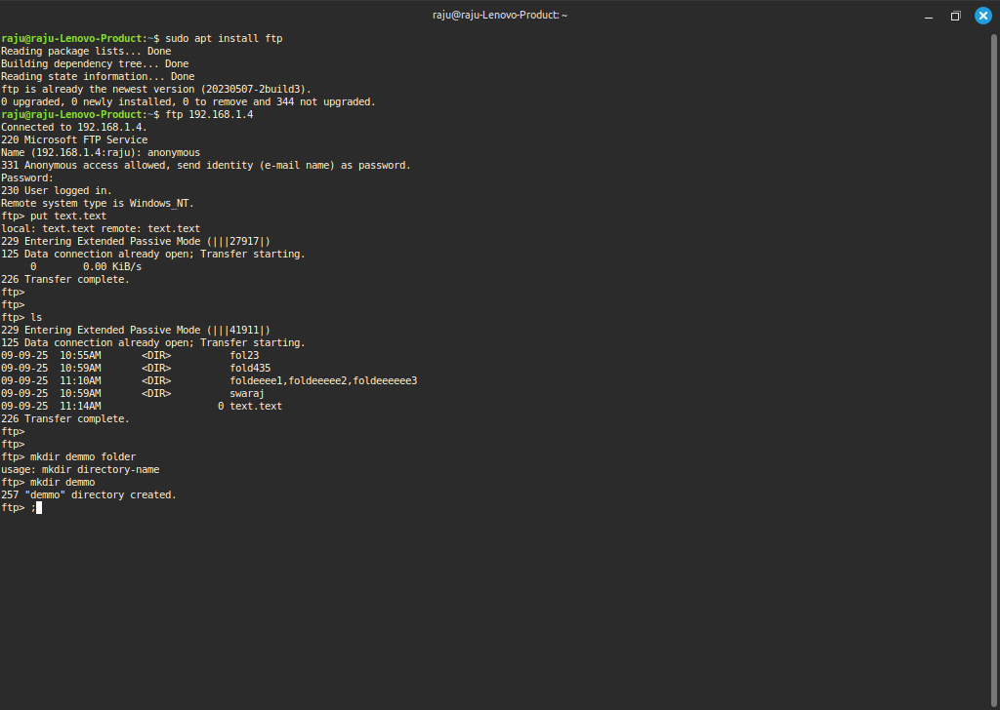 raju@raju-Lenovo-Product: ~
raju@raju-Lenovo-Product:~$ sudo apt install ftp
Reading package lists... Done
Building dependency tree... Done
Reading state information... Done
ftp is already the newest version (20230507-2build3).
0 upgraded, 0 newly installed, 0 to remove and 344 not upgraded.
raju@raju-Lenovo-Product:~$ ftp 192.168.1.4
Connected to 192.168.1.4.
220 Microsoft FTP Service
Name (192.168.1.4:raju): anonymous
331 Anonymous access allowed, send identity (e-mail name) as password.
Password:
230 User logged in.
Remote system type is Windows_NT.
ftp> put text.text
local: text.text remote: text.text
229 Entering Extended Passive Mode (|||27917|)
125 Data connection already open; Transfer starting.
     0        0.00 KiB/s
226 Transfer complete.
ftp>
ftp>
ftp> ls
229 Entering Extended Passive Mode (|||41911|)
125 Data connection already open; Transfer starting.
09-09-25  10:55AM       <DIR>          fol23
09-09-25  10:59AM       <DIR>          fold435
09-09-25  11:10AM       <DIR>          foldeeee1,foldeeeee2,foldeeeeee3
09-09-25  10:59AM       <DIR>          swaraj
09-09-25  11:14AM                    0 text.text
226 Transfer complete.
ftp>
ftp>
ftp> mkdir demmo folder
usage: mkdir directory-name
ftp> mkdir demmo
257 "demmo" directory created.
ftp> ;